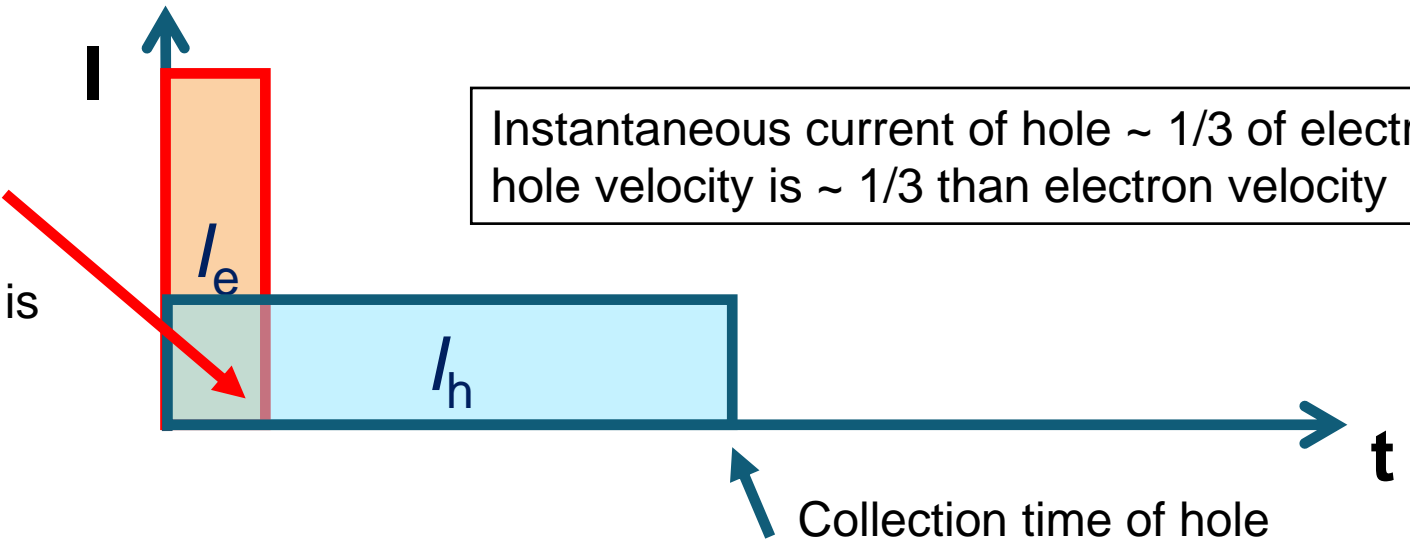 I
Instantaneous current of hole ~ 1/3 of
hole velocity is ~ 1/3 than electron velocity
Ie
is
Ih
t
Collection time of hole